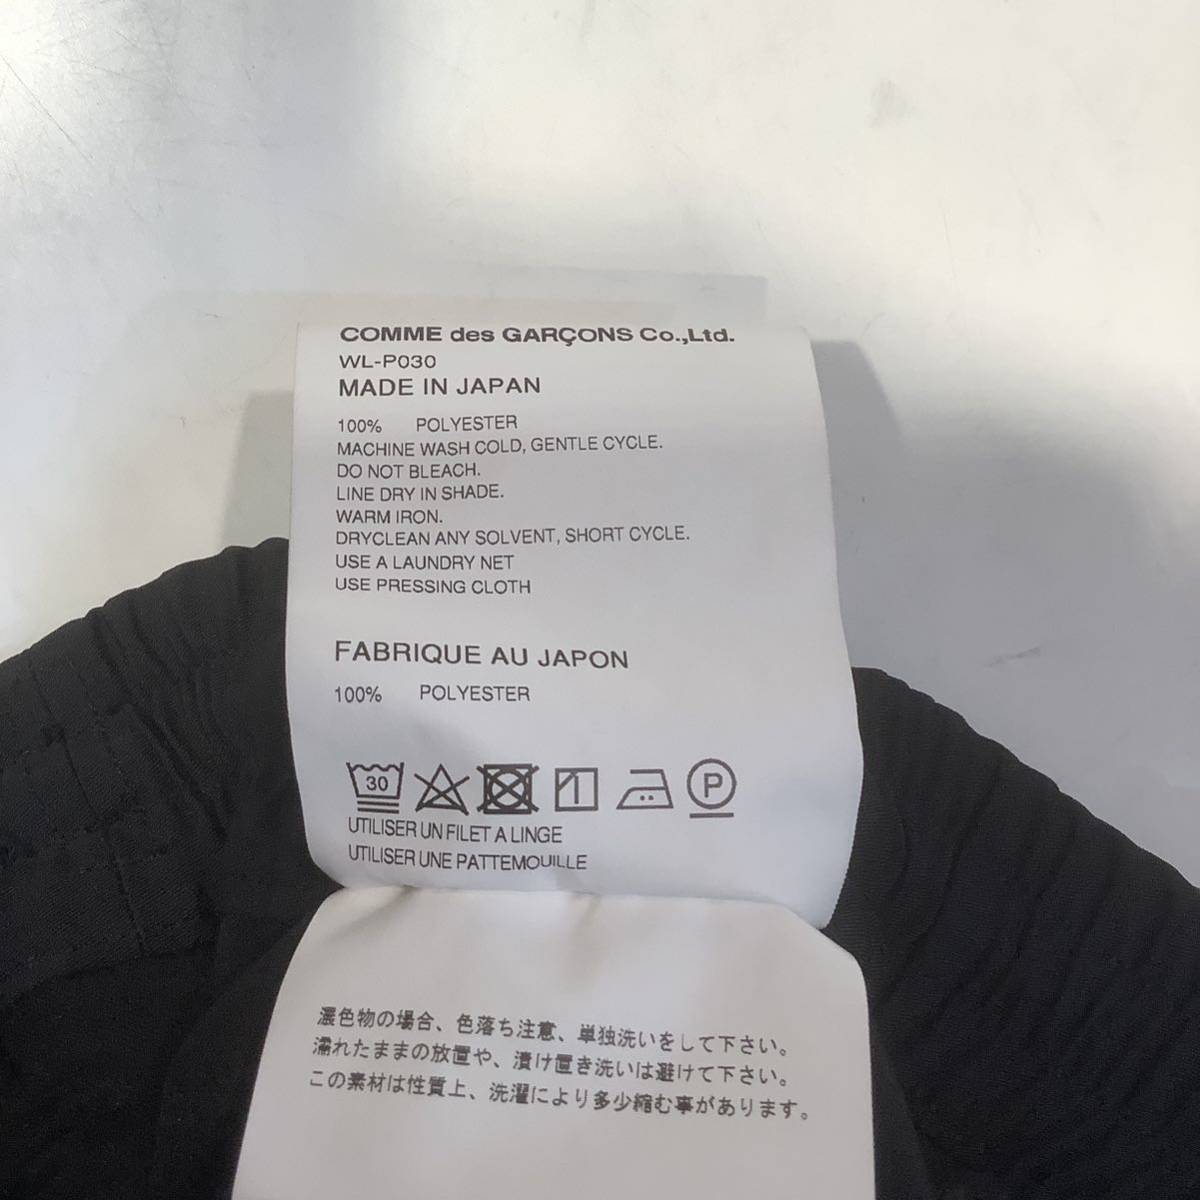 COMME des GARÇONS Co.,Ltd.
WL-P030
MADE IN JAPAN
100% POLYESTER
MACHINE WASH COLD, GENTLE CYCLE.
DO NOT BLEACH.
LINE DRY IN SHADE.
WARM IRON.
DRYCLEAN ANY SOLVENT, SHORT CYCLE.
USE A LAUNDRY NET
USE PRESSING CLOTH
FABRIQUE AU JAPON
100% POLYESTER
30 P
UTILISER UN FILET A LINGE
UTILISER UNE PATTEMOUILLE
濃色物の場合、色落ち注意、単独洗いをして下さい。
濡れたままの放置や、漬け置き洗いは避けて下さい。
この素材は性質上、洗濯により多少縮む事があります。